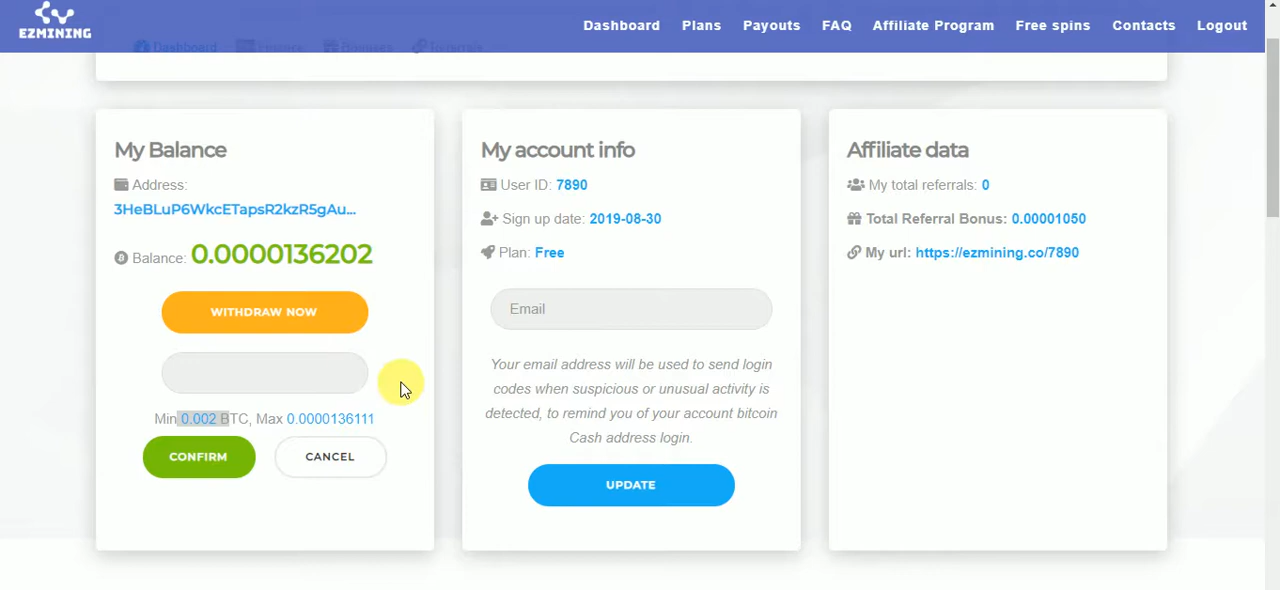 EZMINING
Dashboard Plans Payouts FAQ Affiliate Program Free spins Contacts Logout
Dashboard Finance Bonuses Referrals
My Balance
Address:
3HeBLuP6WkcETapsR2kzR5gAu...
Balance: 0.0000136202
WITHDRAW NOW
Min 0.002 BTC, Max 0.0000136111
CONFIRM CANCEL
My account info
User ID: 7890
Sign up date: 2019-08-30
Plan: Free
Email
Your email address will be used to send login
codes when suspicious or unusual activity is
detected, to remind you of your account bitcoin
Cash address login.
UPDATE
Affiliate data
My total referrals: 0
Total Referral Bonus: 0.00001050
My url: https://ezmining.co/7890